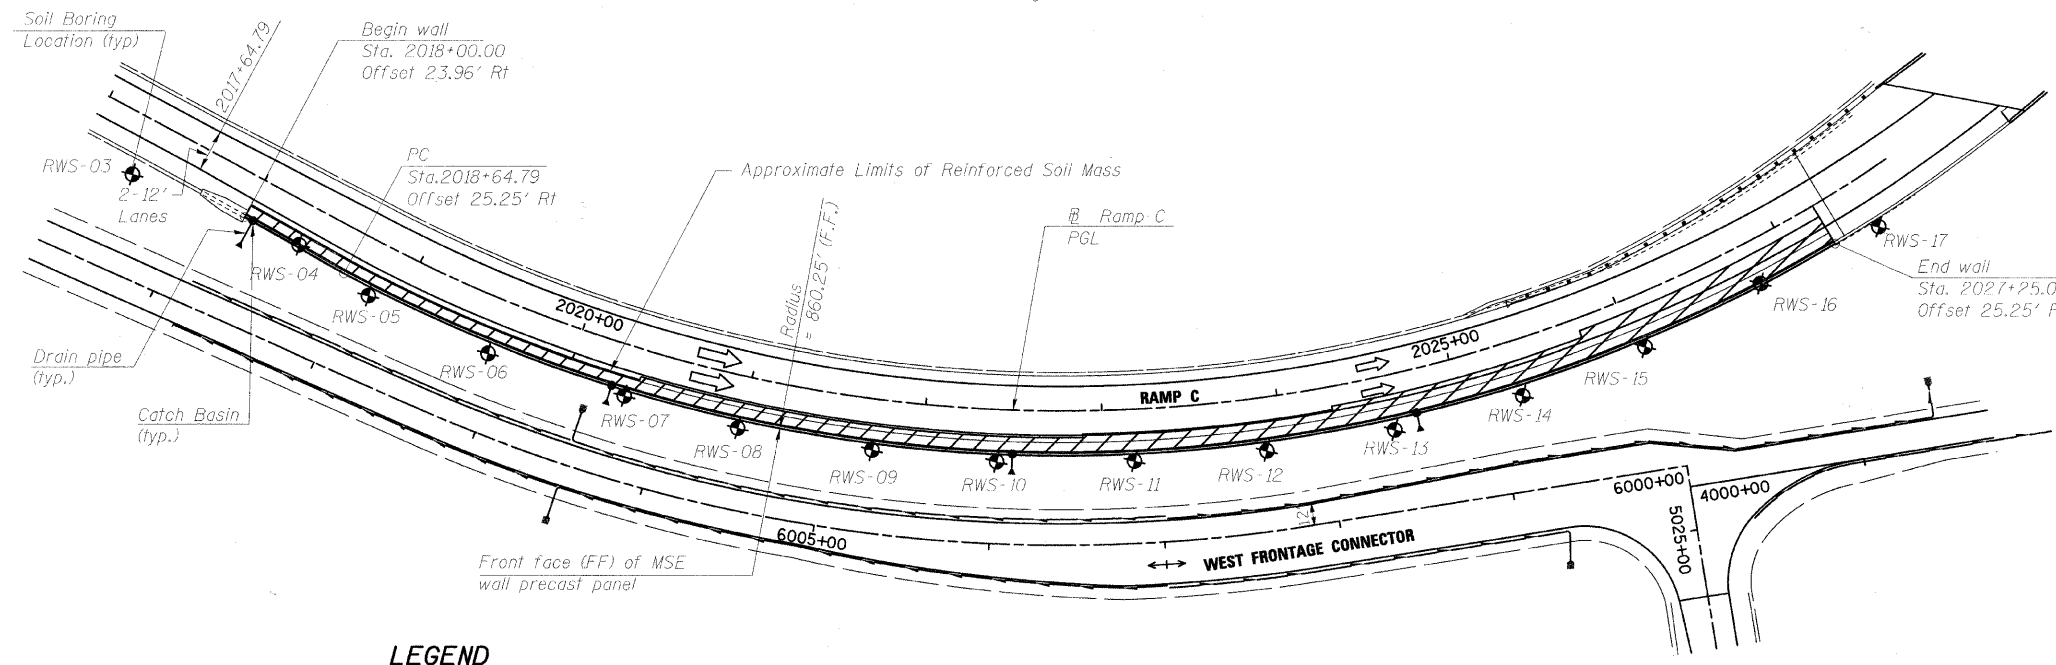 Soil Boring
Location (typ)
2017+64.79
Begin wall
Sta. 2018+00.00
Offset 23.96' Rt
RWS-03
2-12'
Lanes
PC
Sta.2018+64.79
Offset 25.25' Rt
Approximate Limits of Reinforced Soil Mass
Ramp C
PGL
Radius
= 860.25' (F.F.)
RWS-04
RWS-05
RWS-06
RWS-07
RWS-08
RWS-09
RWS-10
RWS-11
RWS-12
RWS-13
RWS-14
RWS-15
RWS-16
RWS-17
End wall
Sta. 2027+25.0
Offset 25.25'
2020+00
2025+00
RAMP C
Drain pipe
(typ.)
Catch Basin
(typ.)
Front face (FF) of MSE
wall precast panel
6005+00
12'
WEST FRONTAGE CONNECTOR
6000+00
4000+00
5025+00
LEGEND